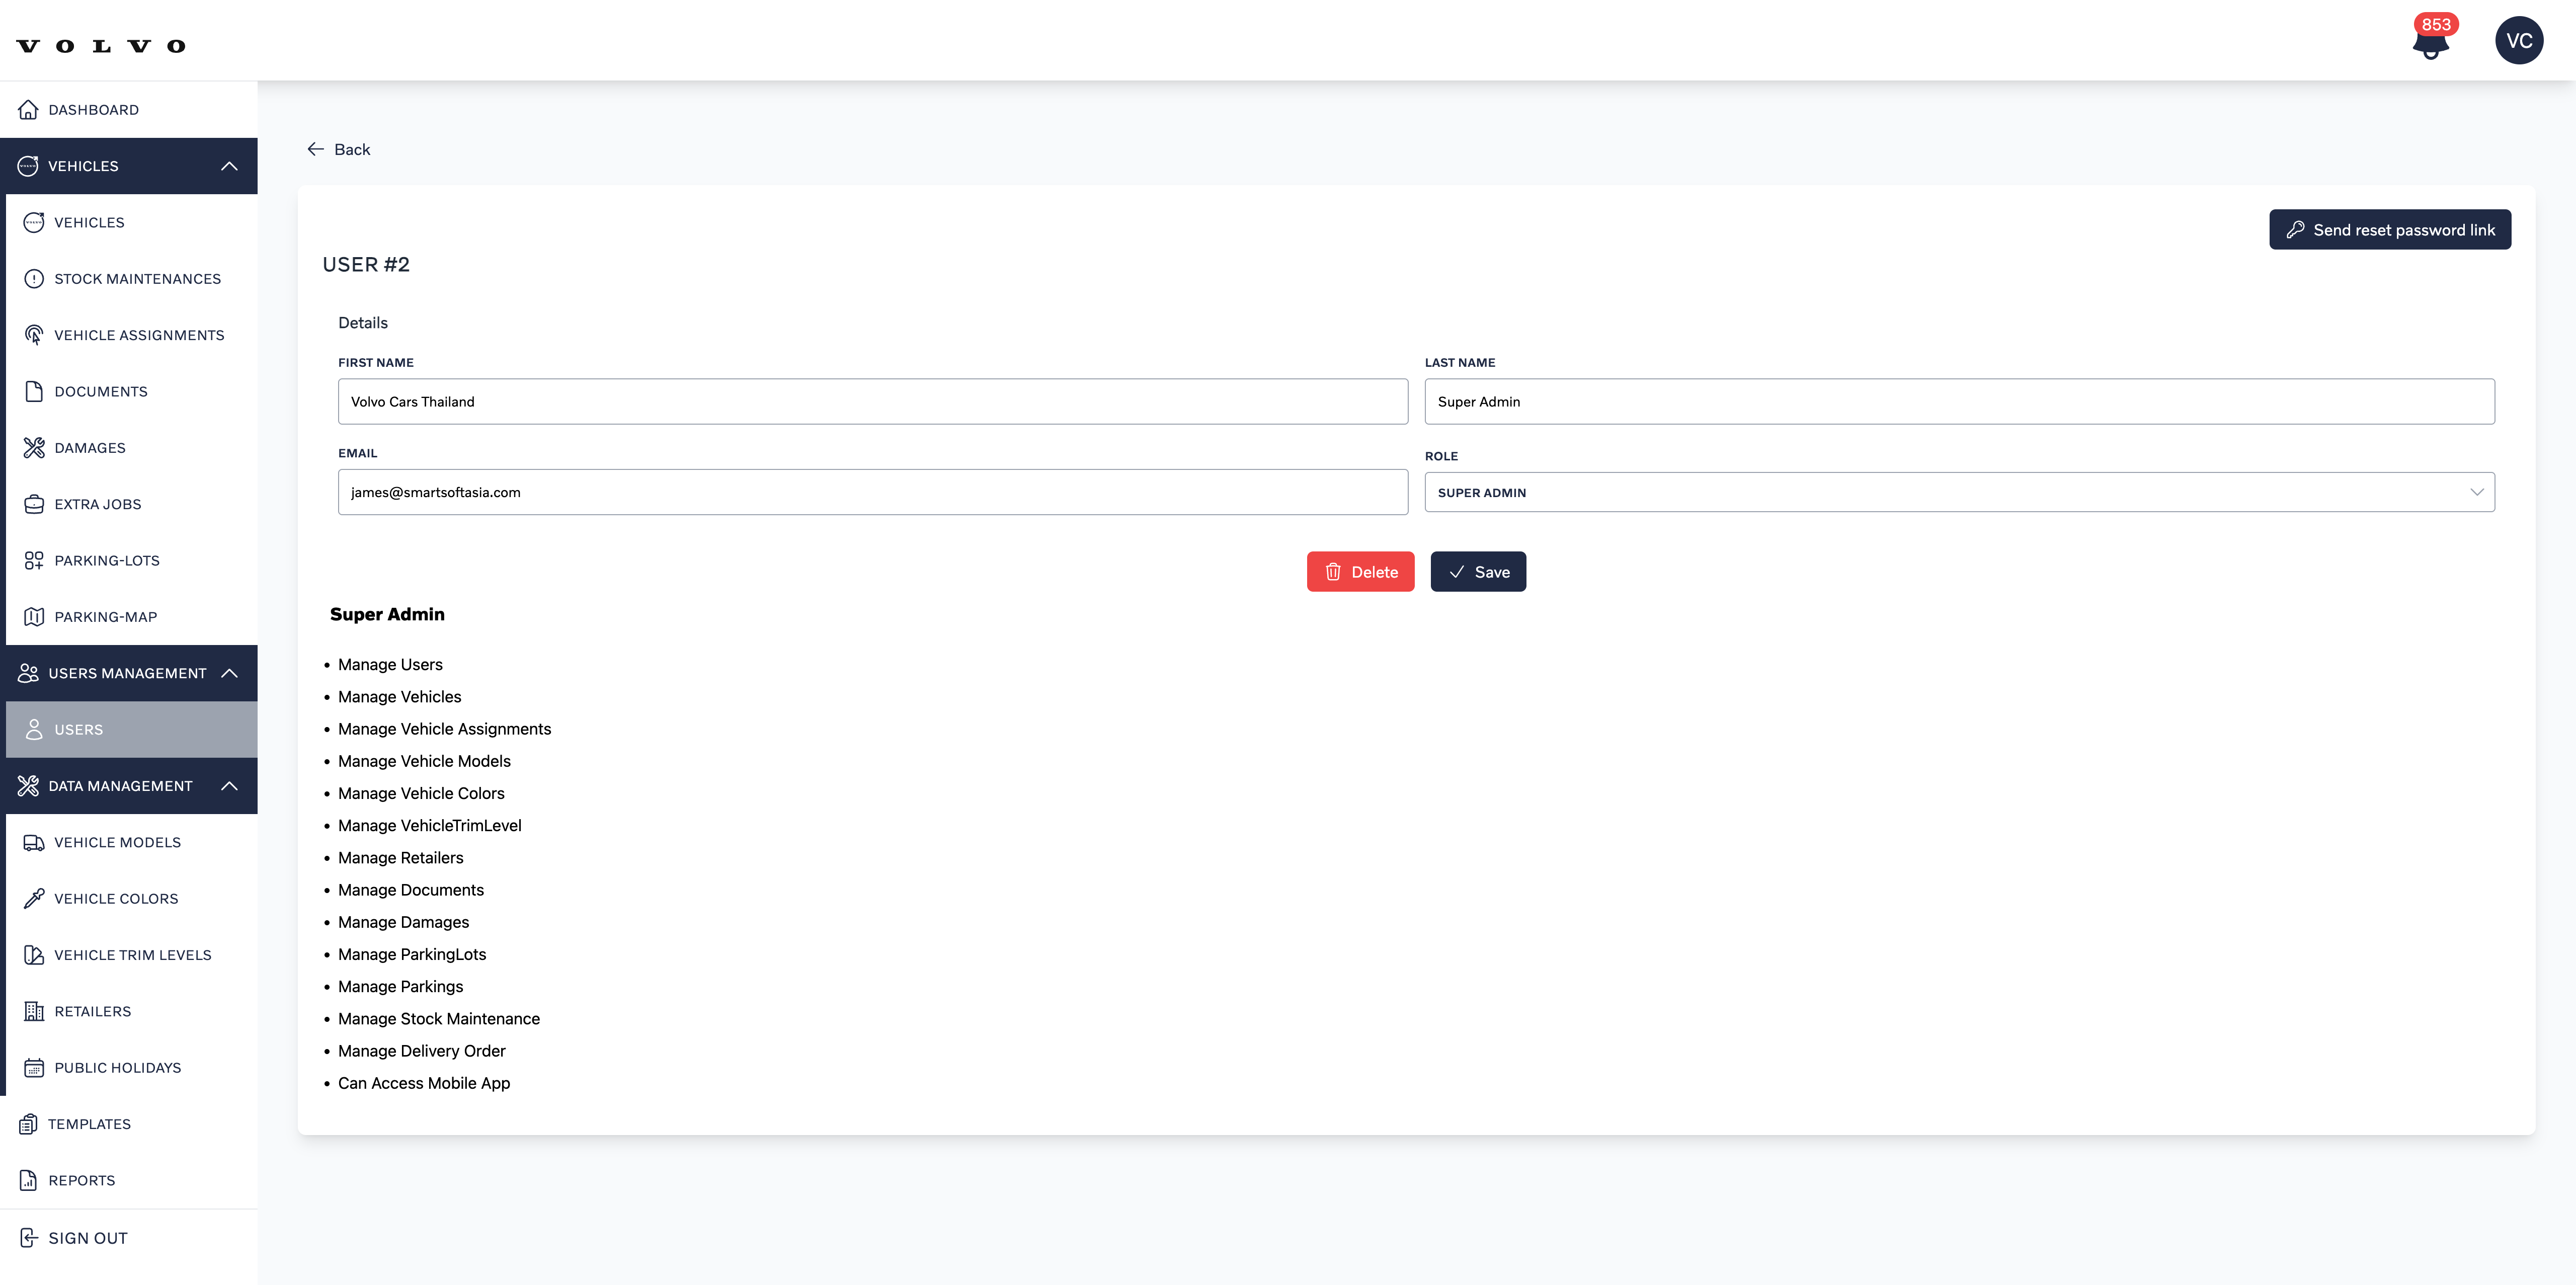 VOLVO
853
VC
DASHBOARD
VEHICLES
VEHICLES
STOCK MAINTENANCES
VEHICLE ASSIGNMENTS
DOCUMENTS
DAMAGES
EXTRA JOBS
PARKING-LOTS
PARKING-MAP
USERS MANAGEMENT
USERS
DATA MANAGEMENT
VEHICLE MODELS
VEHICLE COLORS
VEHICLE TRIM LEVELS
RETAILERS
PUBLIC HOLIDAYS
TEMPLATES
REPORTS
SIGN OUT
Back
Send reset password link
USER #2
Details
FIRST NAME
Volvo Cars Thailand
LAST NAME
Super Admin
EMAIL
james@smartsoftasia.com
ROLE
SUPER ADMIN
Delete
Save
Super Admin
• Manage Users
• Manage Vehicles
• Manage Vehicle Assignments
• Manage Vehicle Models
• Manage Vehicle Colors
• Manage VehicleTrimLevel
• Manage Retailers
• Manage Documents
• Manage Damages
• Manage ParkingLots
• Manage Parkings
• Manage Stock Maintenance
• Manage Delivery Order
• Can Access Mobile App